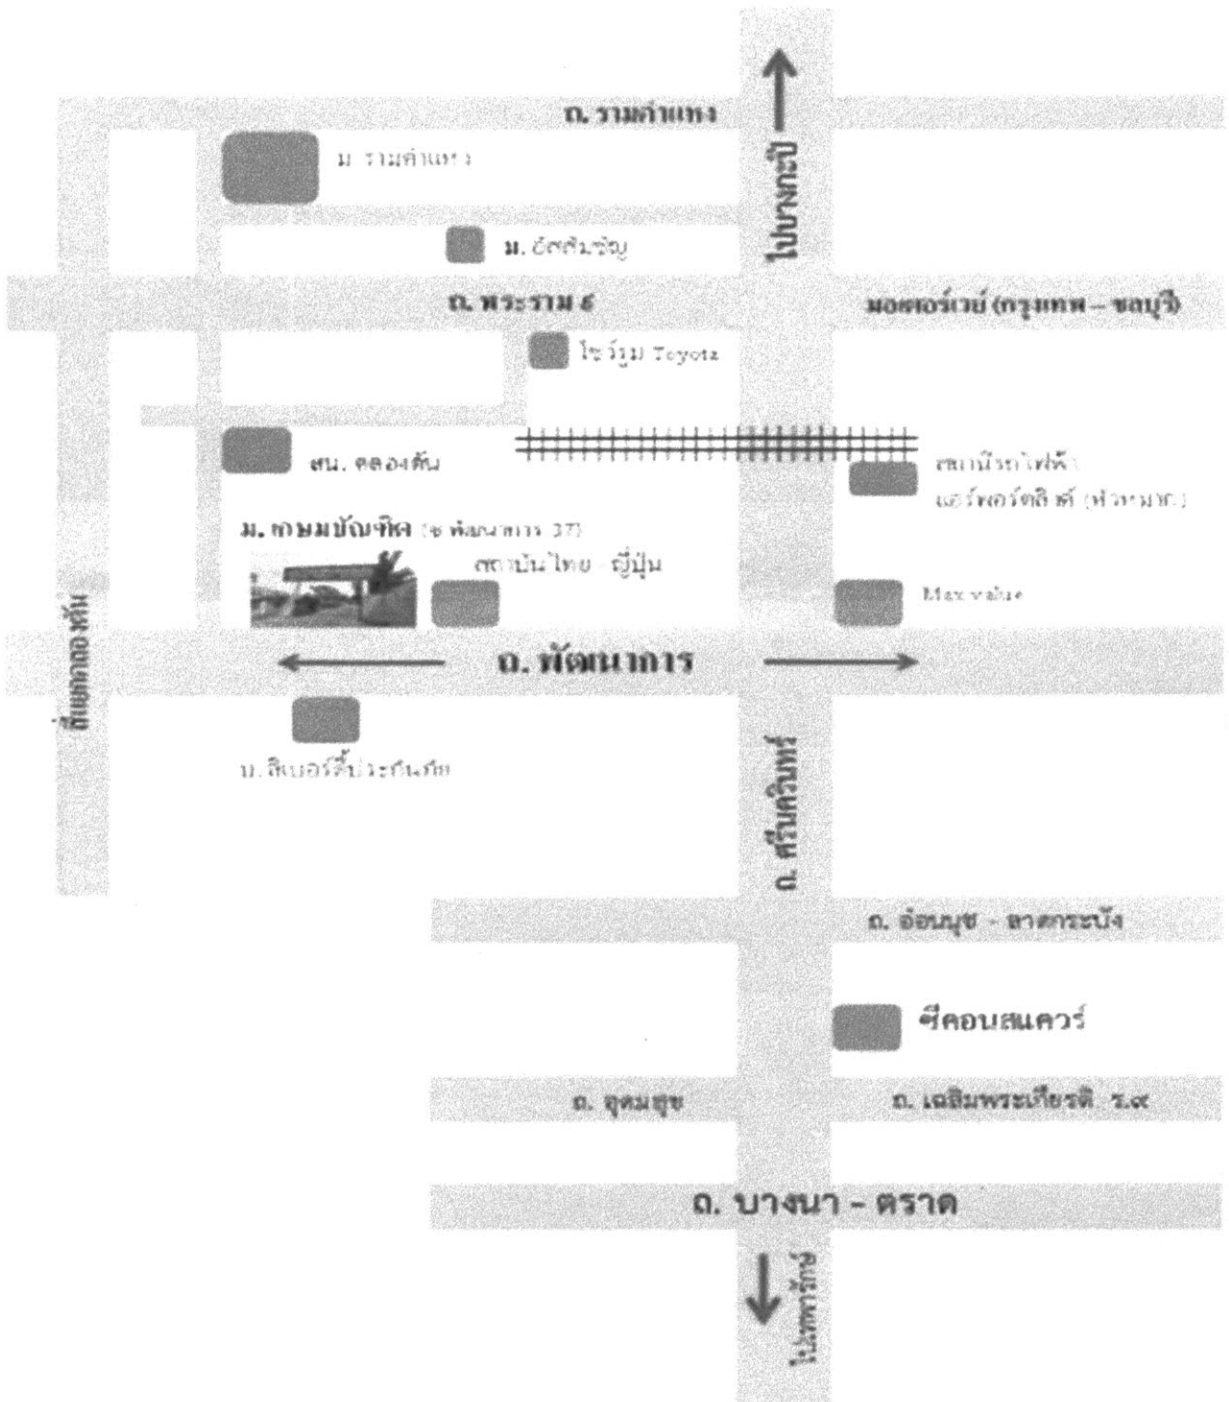 ถ. รามคำแหง
ม รามคำแหง
ไปบางกะปิ
ม. อัสสัมชัญ
ถ. พระราม ๙
มอเตอร์เวย์ (กรุงเทพ – ชลบุรี)
โชว์รูม Toyota
สน. คลองตัน
สถานีรถไฟฟ้า
แอร์พอร์ตลิงค์ (หัวหมาก)
ม. เกษมบัณฑิต (ซ พัฒนาการ 37)
สถาบันไทย - ญี่ปุ่น
Max value
สี่แยกคลองตัน
ถ. พัฒนาการ
บ. ลิเบอร์ตี้ประกันภัย
ถ. ศรีนครินทร์
ถ. อ่อนนุช - ลาดกระบัง
ซีคอนสแควร์
ถ. อุดมสุข
ถ. เฉลิมพระเกียรติ ร.๙
ถ. บางนา – ตราด
ไปเทพารักษ์